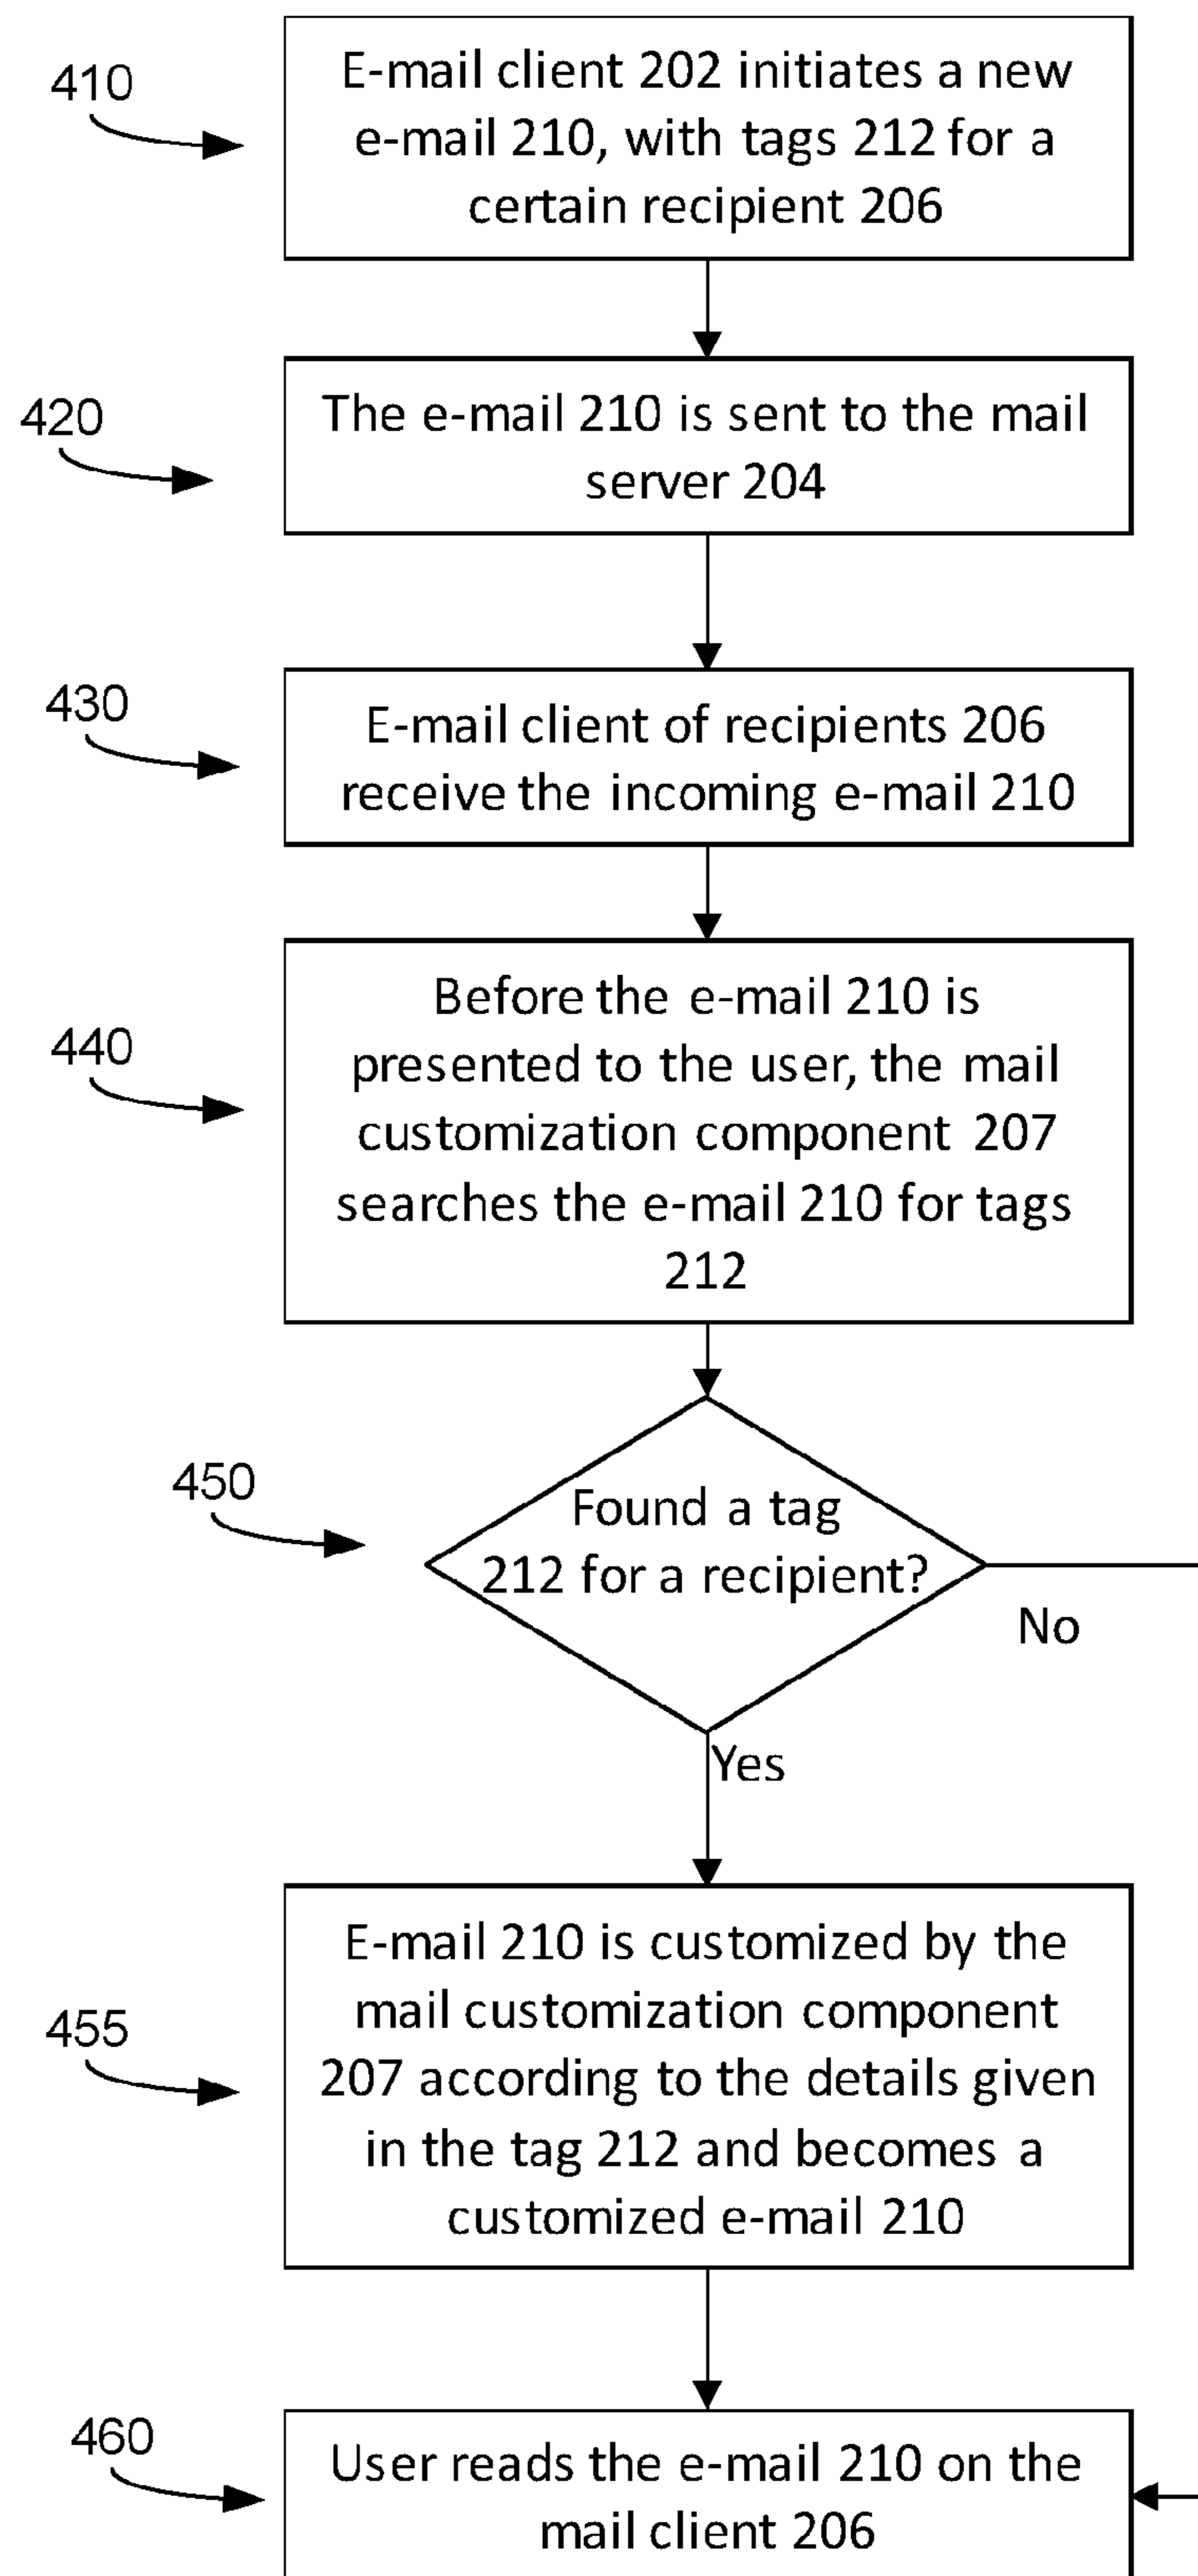 410
E-mail client 202 initiates a new
e-mail 210, with tags 212 for a
certain recipient 206
420
The e-mail 210 is sent to the mail
server 204
430
E-mail client of recipients 206
receive the incoming e-mail 210
440
Before the e-mail 210 is
presented to the user, the mail
customization component 207
searches the e-mail 210 for tags
212
450
Found a tag
212 for a recipient?
No
Yes
455
E-mail 210 is customized by the
mail customization component
207 according to the details given
in the tag 212 and becomes a
customized e-mail 210
460
User reads the e-mail 210 on the
mail client 206